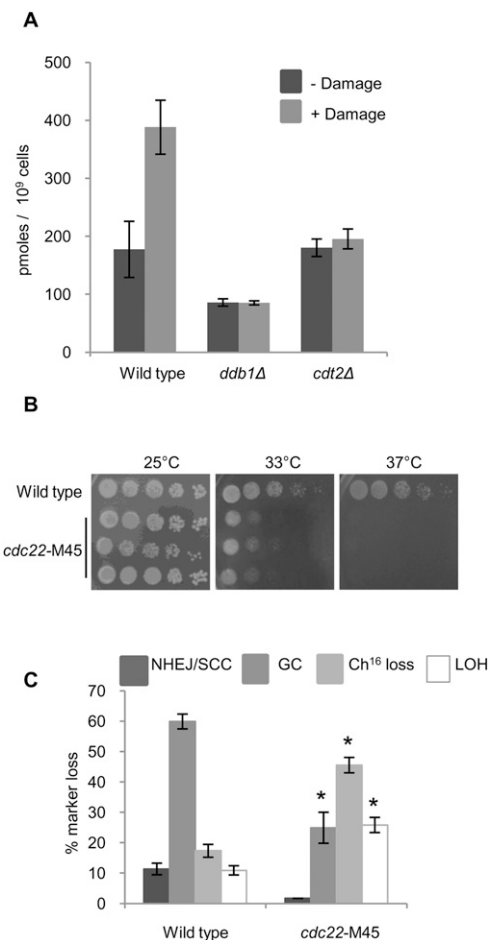 A
500
400
300
200
100
0
pmoles / 10⁹ cells
- Damage
+ Damage
Wild type
ddb1Δ
cdt2Δ
B
25°C
33°C
37°C
Wild type
cdc22-M45
C
NHEJ/SCC
GC
Ch¹⁶ loss
LOH
70
60
50
40
30
20
10
0
% marker loss
*
*
*
Wild type
cdc22-M45